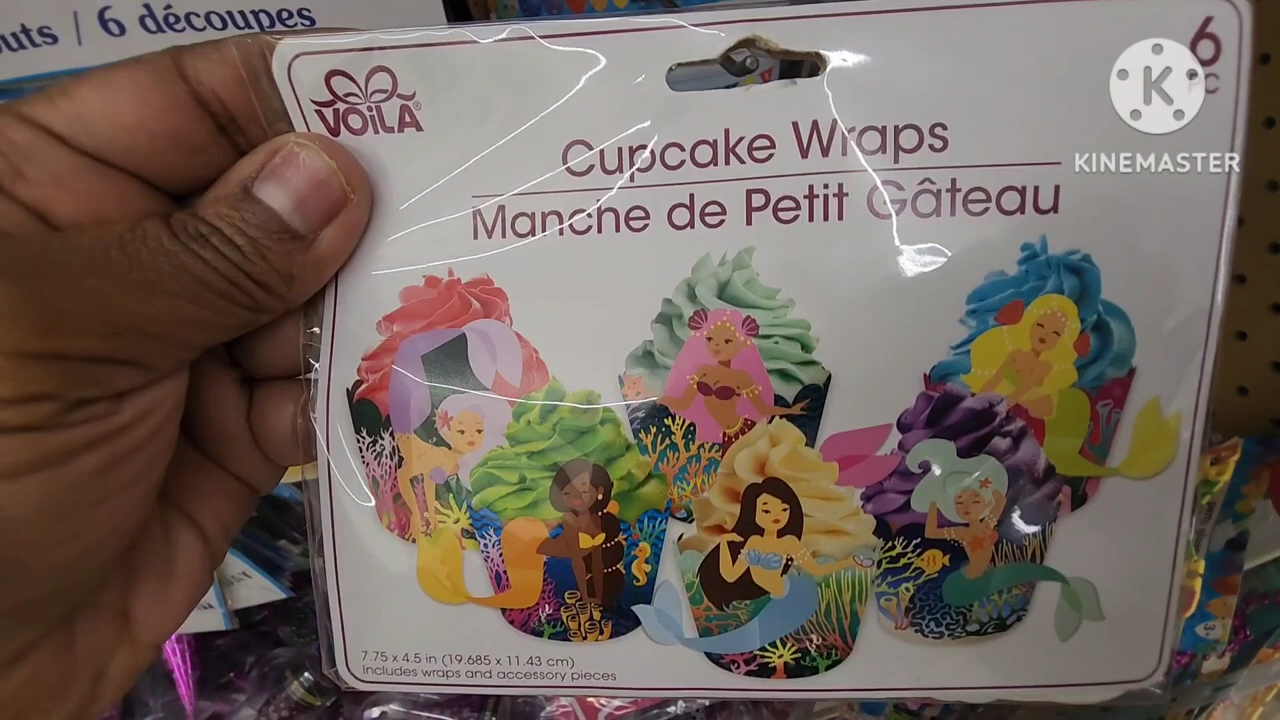 uts / 6 découpes
VOiLA®
6
PC
K
KINEMASTER
Cupcake Wraps
Manche de Petit Gâteau
7.75 x 4.5 in (19.685 x 11.43 cm)
Includes wraps and accessory pieces